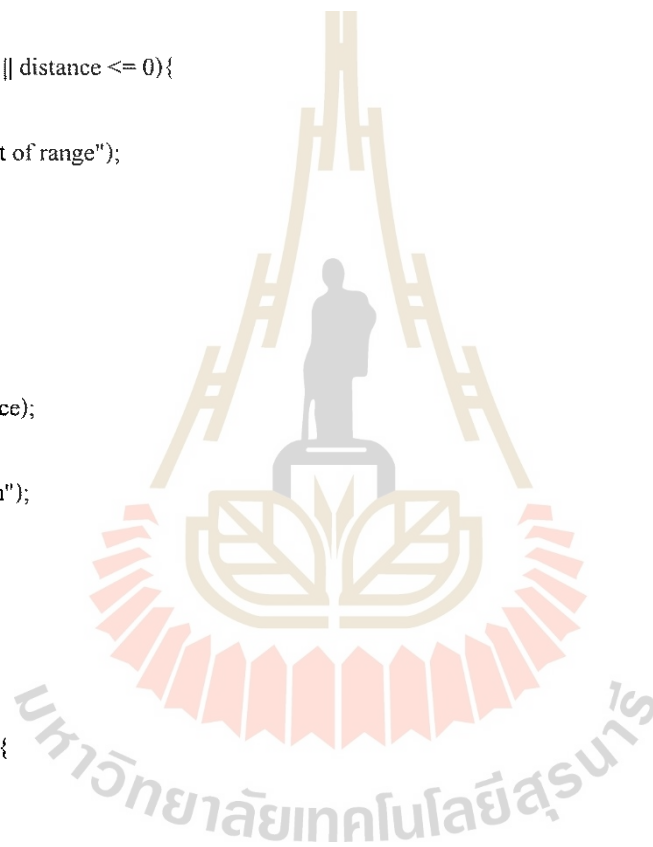 || distance <= 0){
t of range");
ce);
n");
{
มหาวิทยาลัยเทคโนโลยีสุรนารี